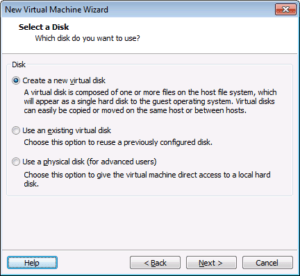 New Virtual Machine Wizard
Select a Disk
Which disk do you want to use?
Disk
Create a new virtual disk
A virtual disk is composed of one or more files on the host file system, which
will appear as a single hard disk to the guest operating system. Virtual disks
can easily be copied or moved on the same host or between hosts.
Use an existing virtual disk
Choose this option to reuse a previously configured disk.
Use a physical disk (for advanced users)
Choose this option to give the virtual machine direct access to a local hard
disk.
Help
< Back
Next >
Cancel